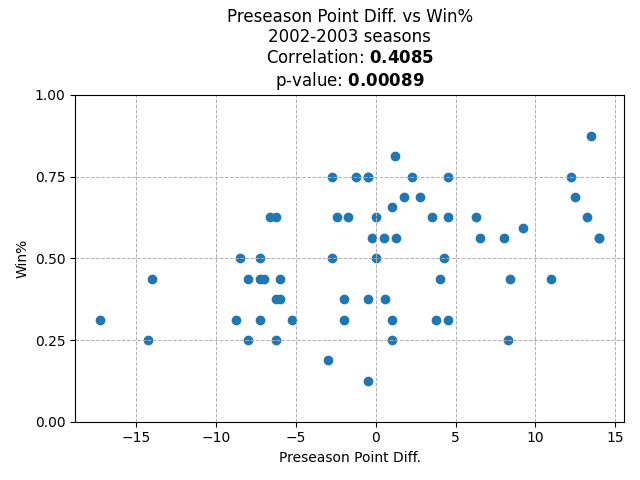 Preseason Point Diff. vs Win%
2002-2003 seasons
Correlation: 0.4085
p-value: 0.00089
1.00
0.75
0.50
0.25
0.00
Win%
−15
−10
−5
0
5
10
15
Preseason Point Diff.